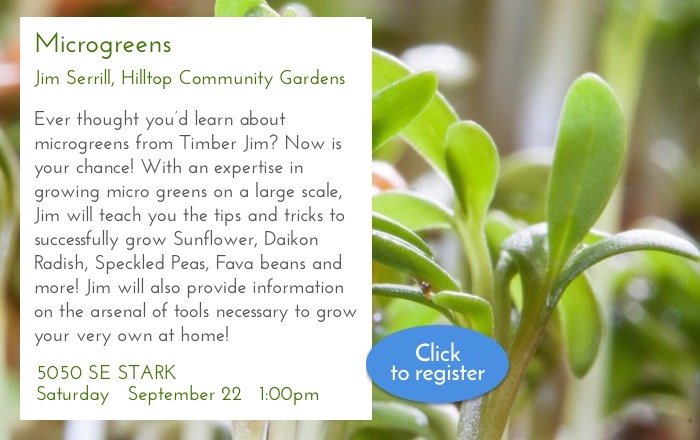 Microgreens
Jim Serrill, Hilltop Community Gardens
Ever thought you'd learn about
microgreens from Timber Jim? Now is
your chance! With an expertise in
growing micro greens on a large scale,
Jim will teach you the tips and tricks to
successfully grow Sunflower, Daikon
Radish, Speckled Peas, Fava beans and
more! Jim will also provide information
on the arsenal of tools necessary to grow
your very own at home!
5050 SE STARK
Saturday September 22 1:00pm
Click
to register